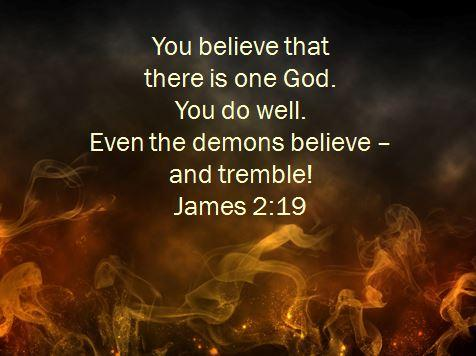 You believe that
there is one God.
You do well.
Even the demons believe –
and tremble!
James 2:19